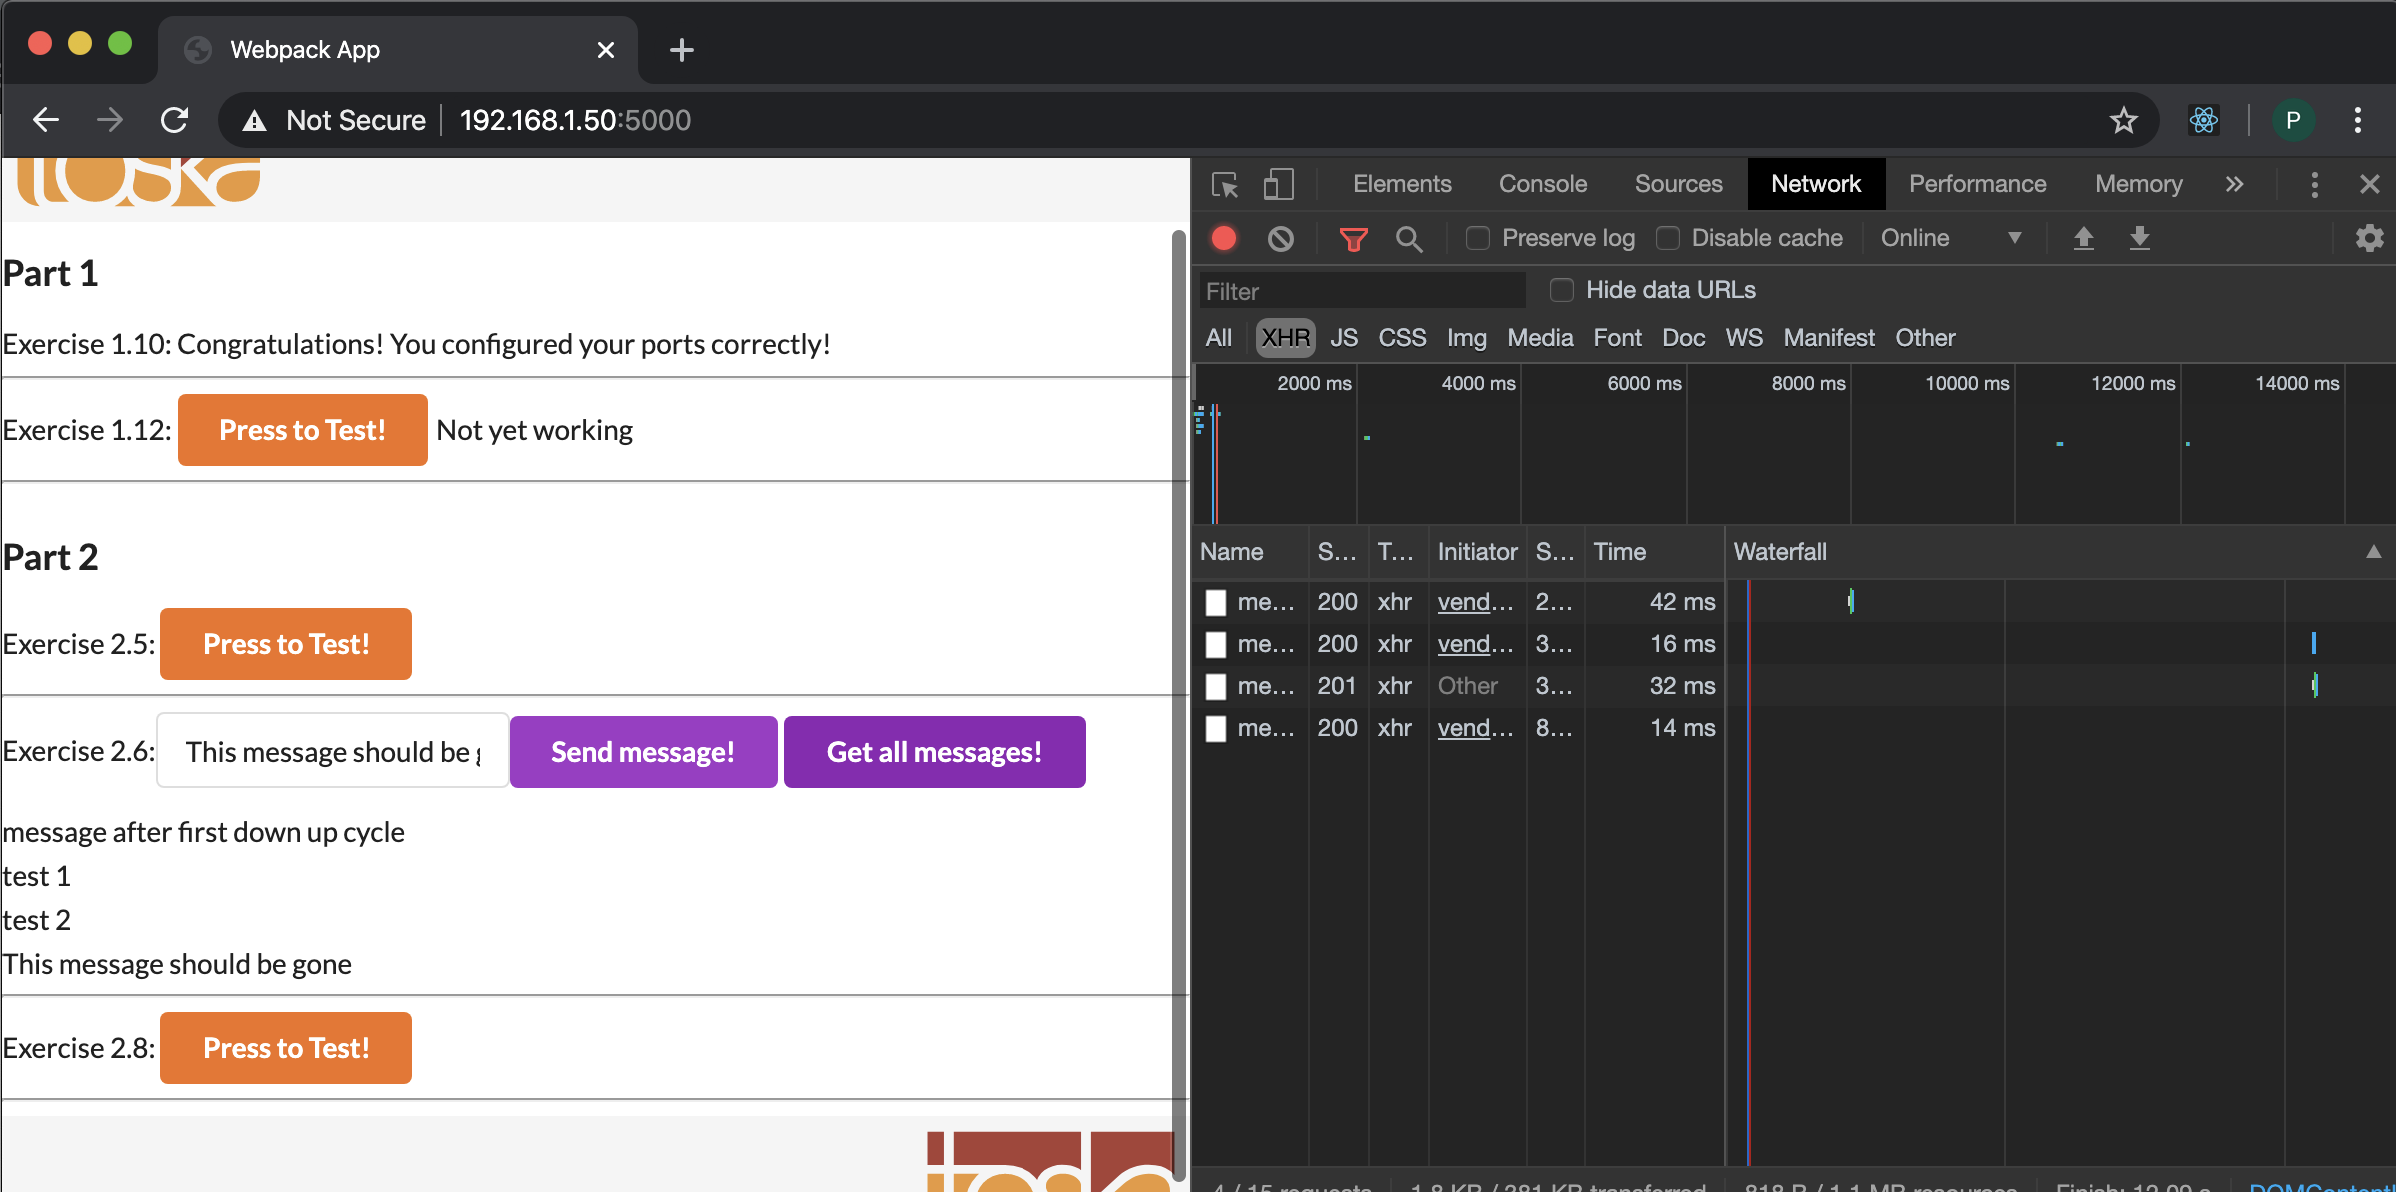 Webpack App
Not Secure 192.168.1.50:5000 P
Elements Console Sources Network Performance Memory
Preserve log Disable cache Online
Filter Hide data URLs
All XHR JS CSS Img Media Font Doc WS Manifest Other
2000 ms 4000 ms 6000 ms 8000 ms 10000 ms 12000 ms 14000 ms
Name S... T... Initiator S... Time Waterfall
me... 200 xhr vend... 2... 42 ms
me... 200 xhr vend... 3... 16 ms
me... 201 xhr Other 3... 32 ms
me... 200 xhr vend... 8... 14 ms
toska
Part 1
Exercise 1.10: Congratulations! You configured your ports correctly!
Exercise 1.12: Press to Test! Not yet working
Part 2
Exercise 2.5: Press to Test!
Exercise 2.6: This message should be Send message! Get all messages!
message after first down up cycle
test 1
test 2
This message should be gone
Exercise 2.8: Press to Test!